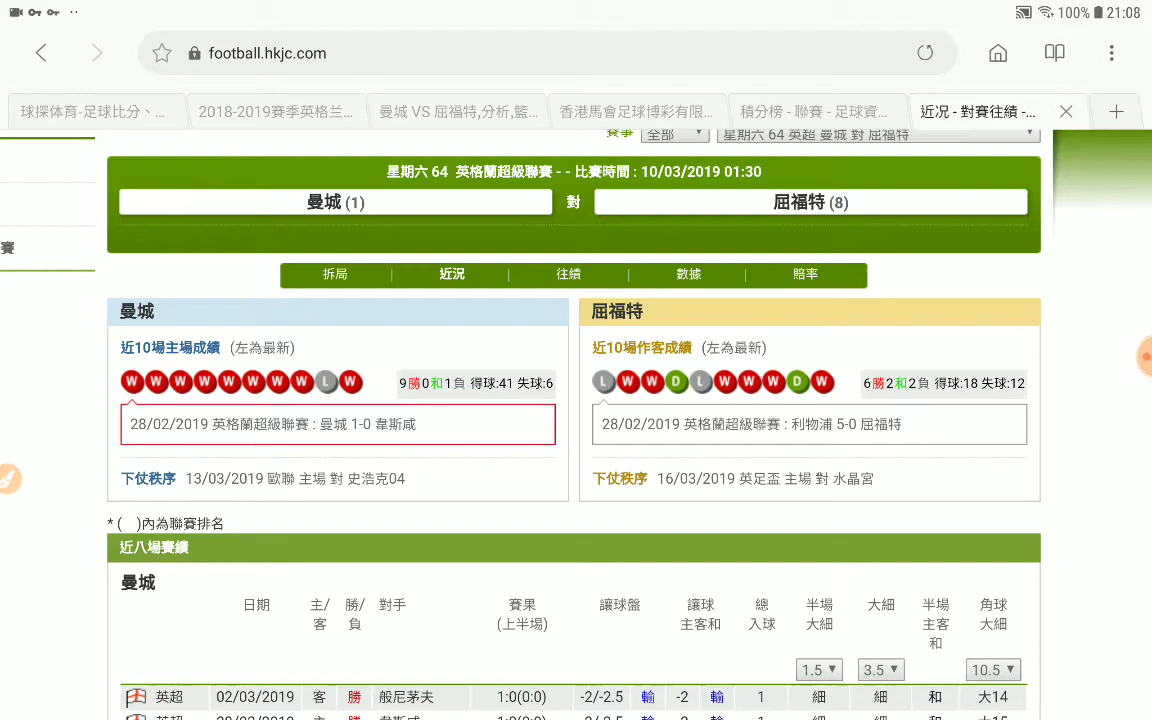 100% 21:08
football.hkjc.com
球探体育-足球比分、... 2018-2019賽季英格兰... 曼城 VS 屈福特,分析,籃... 香港馬會足球博彩有限... 積分榜 - 聯賽 - 足球資... 近況 - 對賽往績 -...
賽事 全部 星期六 64 英超 曼城 對 屈福特
星期六 64 英格蘭超級聯賽 - - 比賽時間 : 10/03/2019 01:30
曼城 (1) 對 屈福特 (8)
賽
拆局 | 近況 | 往績 | 數據 | 賠率
曼城
近10場主場成績 (左為最新)
W W W W W W W W L W 9勝0和1負 得球:41 失球:6
28/02/2019 英格蘭超級聯賽 : 曼城 1-0 韋斯咸
下仗秩序 13/03/2019 歐聯 主場 對 史浩克04
屈福特
近10場作客成績 (左為最新)
L W W D L W W W D W 6勝2和2負 得球:18 失球:12
28/02/2019 英格蘭超級聯賽 : 利物浦 5-0 屈福特
下仗秩序 16/03/2019 英足盃 主場 對 水晶宮
* ( )內為聯賽排名
近八場賽績
曼城
日期 主/客 勝/負 對手 賽果 (上半場) 讓球盤 讓球主客和 總入球 半場大細 大細 半場主客和 角球大細
1.5 3.5 10.5
英超 02/03/2019 客 勝 般尼茅夫 1:0(0:0) -2/-2.5 輸 -2 輸 1 細 細 和 大14